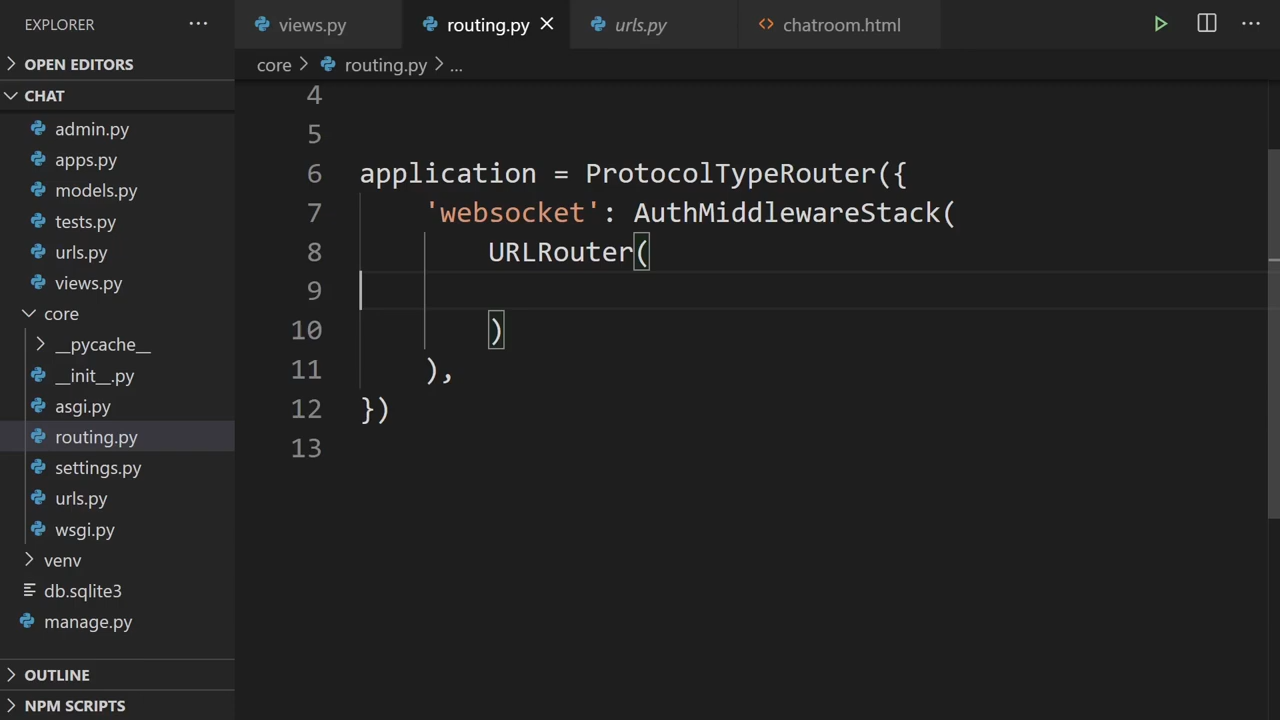 EXPLORER ...
views.py
routing.py
urls.py
chatroom.html
...
OPEN EDITORS
core > routing.py > ...
CHAT
admin.py
apps.py
models.py
tests.py
urls.py
views.py
core
__pycache__
__init__.py
asgi.py
routing.py
settings.py
urls.py
wsgi.py
venv
db.sqlite3
manage.py
OUTLINE
NPM SCRIPTS
4
5
6 application = ProtocolTypeRouter({
7     'websocket': AuthMiddlewareStack(
8         URLRouter(
9
10         )
11     ),
12 })
13